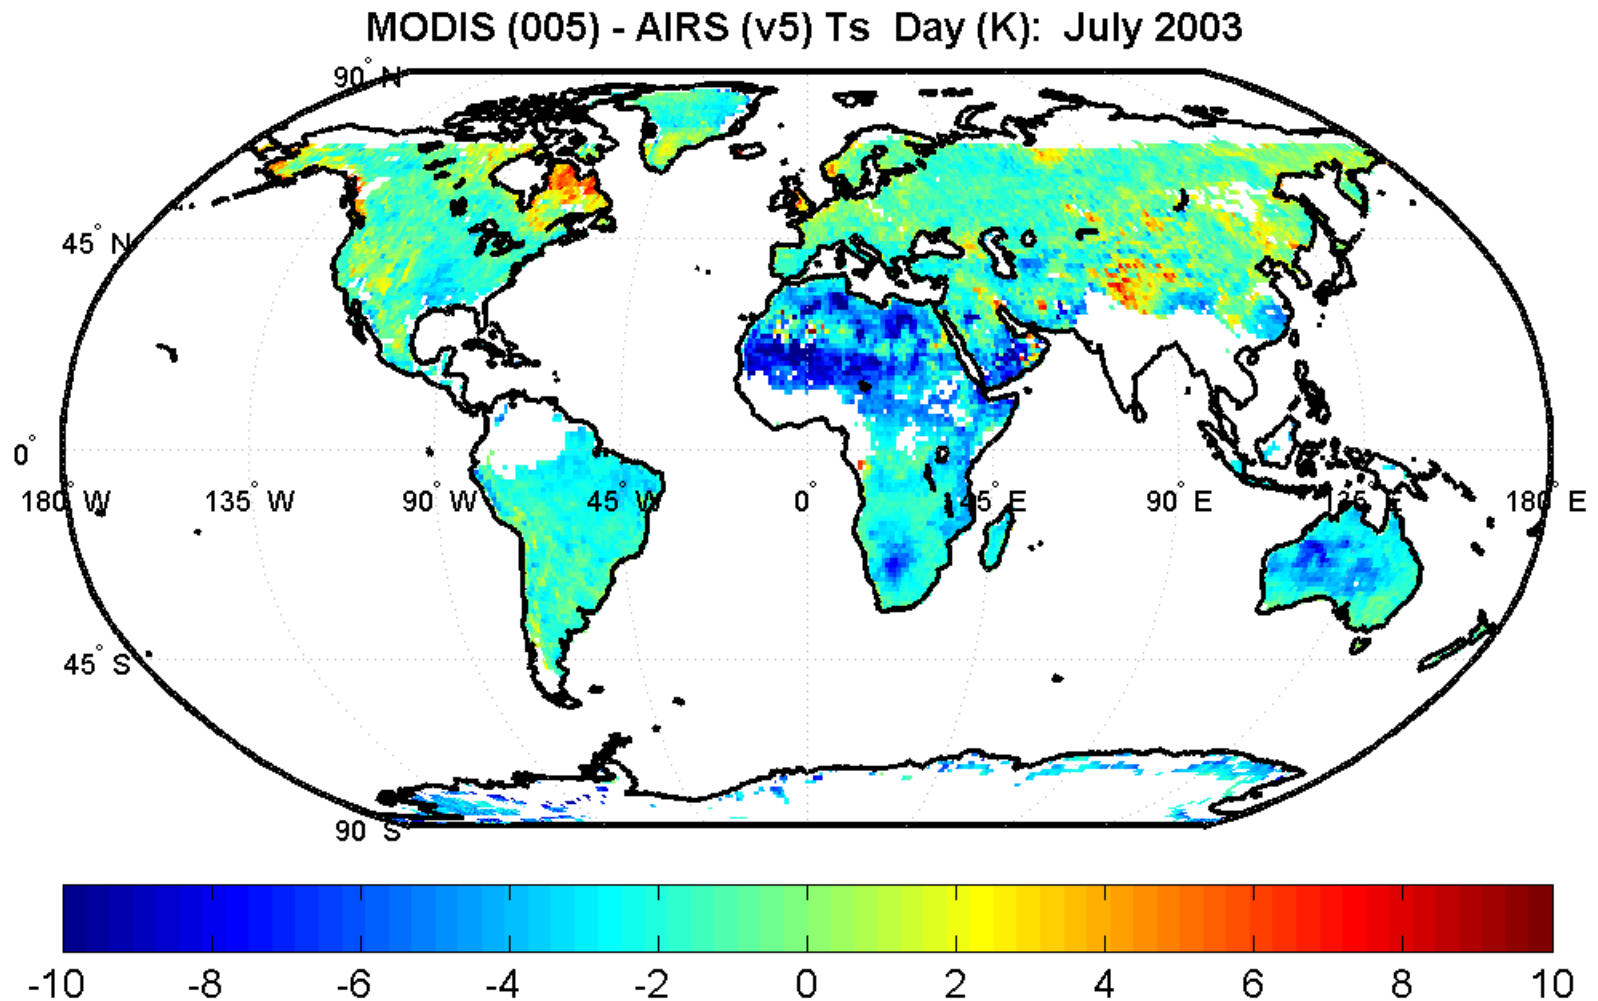 MODIS (005) - AIRS (v5) Ts  Day (K):  July 2003
90° N
45° N
0°
180° W 135° W 90° W 45° W 0° 45° E 90° E 135° E 180° E
45° S
90° S
-10 -8 -6 -4 -2 0 2 4 6 8 10